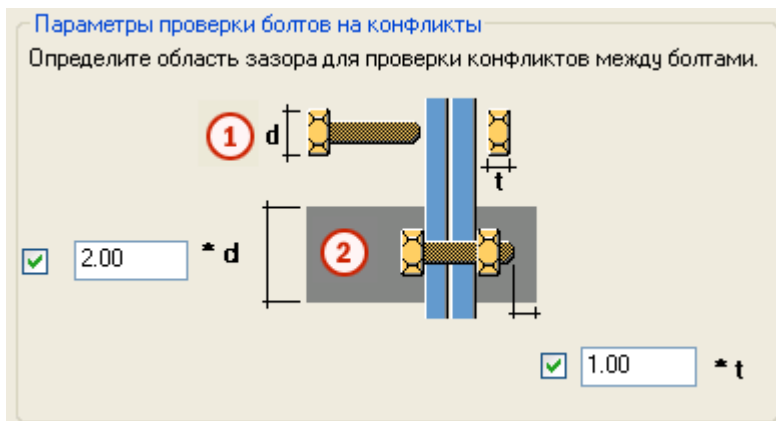 Параметры проверки болтов на конфликты
Определите область зазора для проверки конфликтов между болтами.
1 d
t
2.00 * d 2
1.00 * t